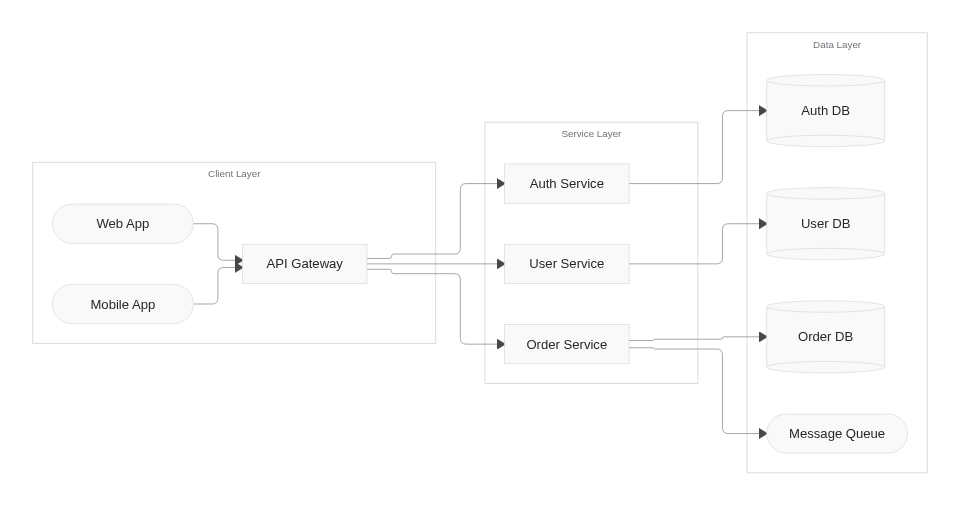 Client Layer
Web App
Mobile App
API Gateway
Service Layer
Auth Service
User Service
Order Service
Data Layer
Auth DB
User DB
Order DB
Message Queue